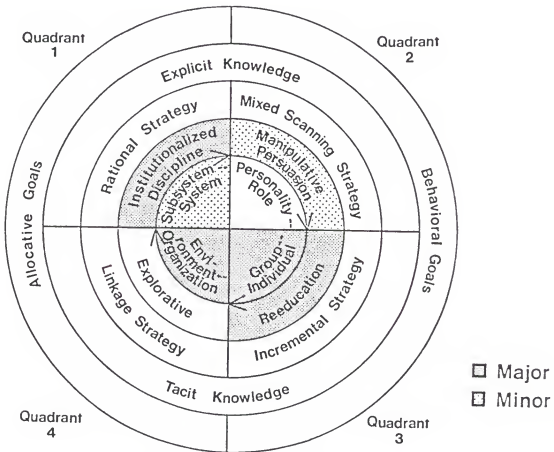 Quadrant
1
Quadrant
2
Explicit Knowledge
Rational Strategy
Mixed Scanning Strategy
Institutionalized
Discipline
Manipulative
Persuasion
Subsystem--
System
Personality--
Role
Allocative Goals
Behavioral Goals
Envi-
ronment--
Organization
Group--
Individual
Explorative
Reeducation
Linkage Strategy
Incremental Strategy
Tacit Knowledge
Major
Minor
Quadrant
4
Quadrant
3